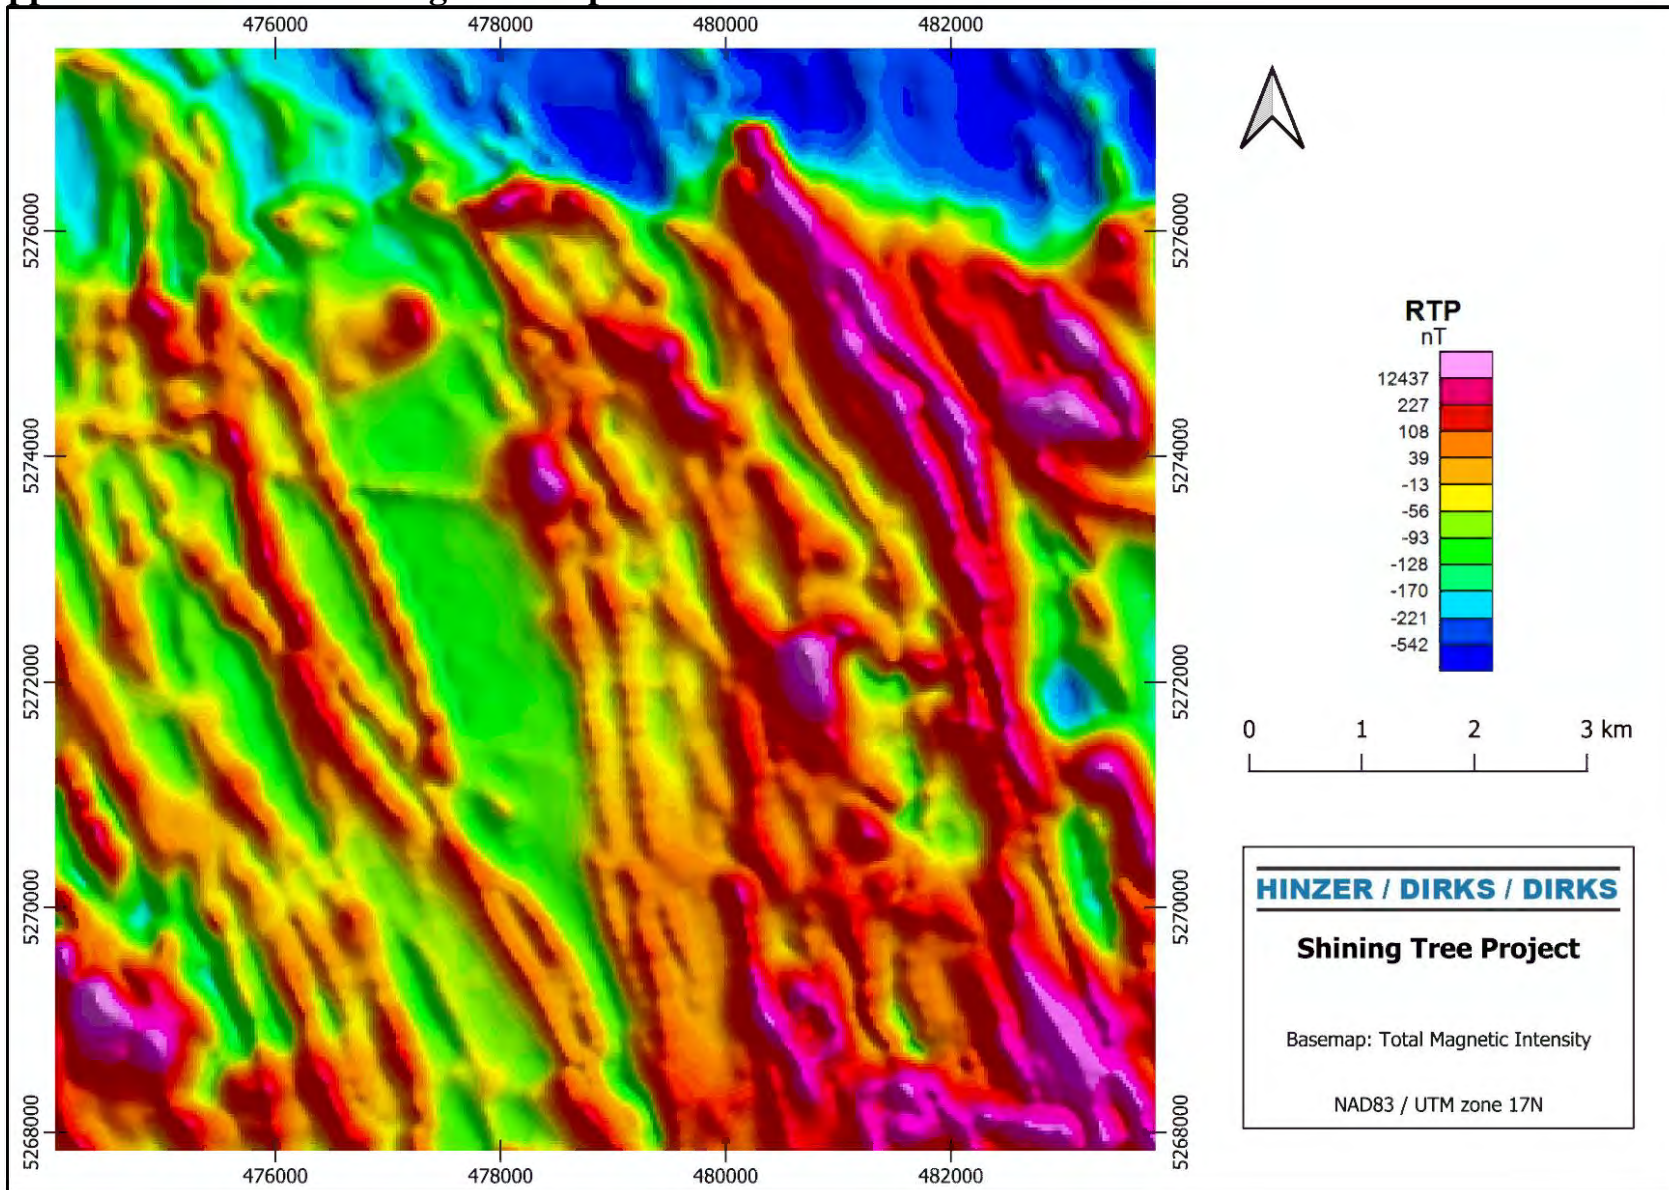 476000 478000 480000 482000
5276000 5276000
5274000 5274000
5272000 5272000
5270000 5270000
5268000 5268000
476000 478000 480000 482000
RTP
nT
12437
227
108
39
-13
-56
-93
-128
-170
-221
-542
0 1 2 3 km
HINZER / DIRKS / DIRKS
Shining Tree Project
Basemap: Total Magnetic Intensity
NAD83 / UTM zone 17N